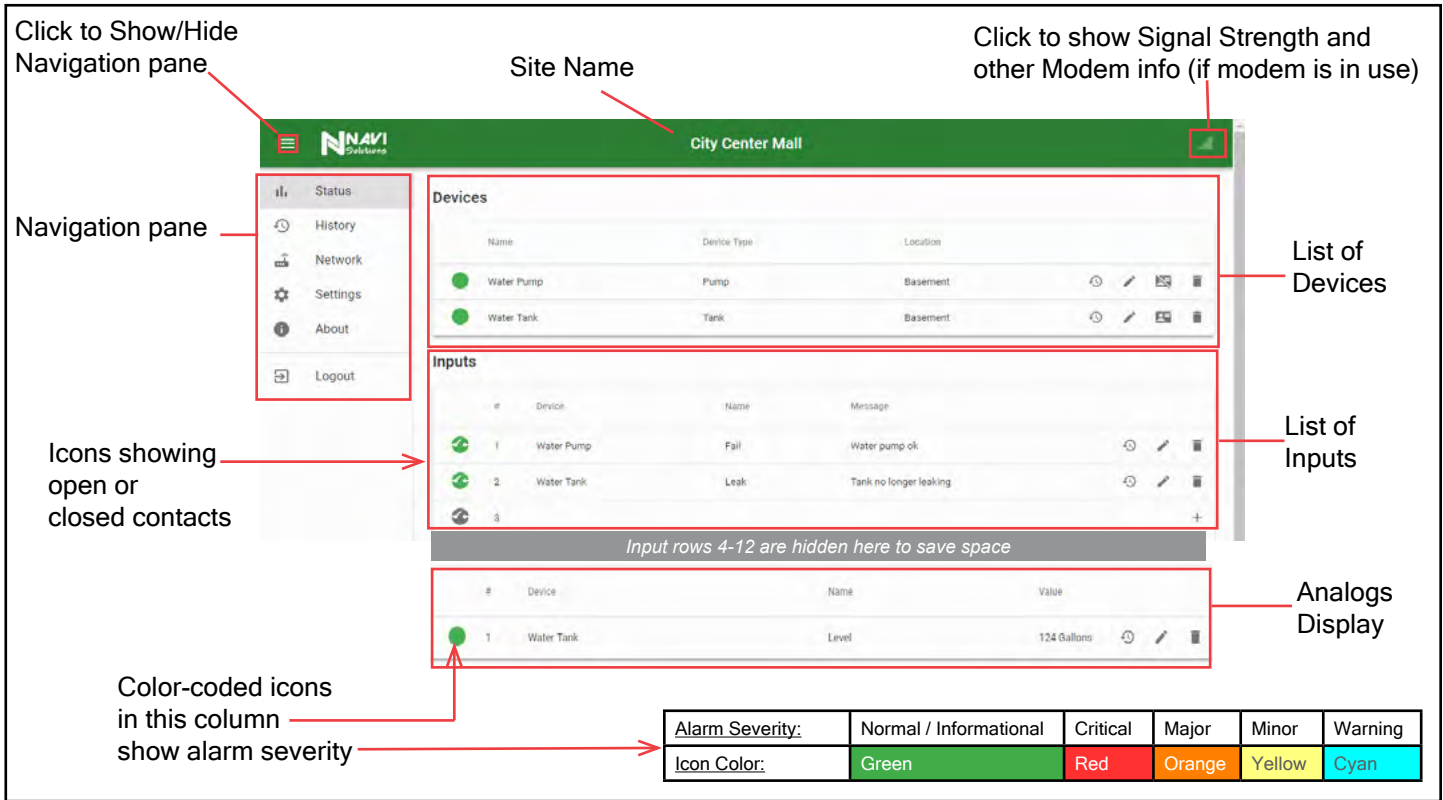 Click to Show/Hide
Navigation pane
Site Name
Click to show Signal Strength and
other Modem info (if modem is in use)
NAVI
Solutions
City Center Mall
Navigation pane
Status
History
Network
Settings
About
Logout
Devices
Name Device Type Location
Water Pump Pump Basement
Water Tank Tank Basement
List of
Devices
Inputs
# Device Name Message
1 Water Pump Fail Water pump ok
2 Water Tank Leak Tank no longer leaking
3
List of
Inputs
Icons showing
open or
closed contacts
Input rows 4-12 are hidden here to save space
# Device Name Value
1 Water Tank Level 124 Gallons
Analogs
Display
Color-coded icons
in this column
show alarm severity
Alarm Severity: Normal / Informational Critical Major Minor Warning
Icon Color: Green Red Orange Yellow Cyan